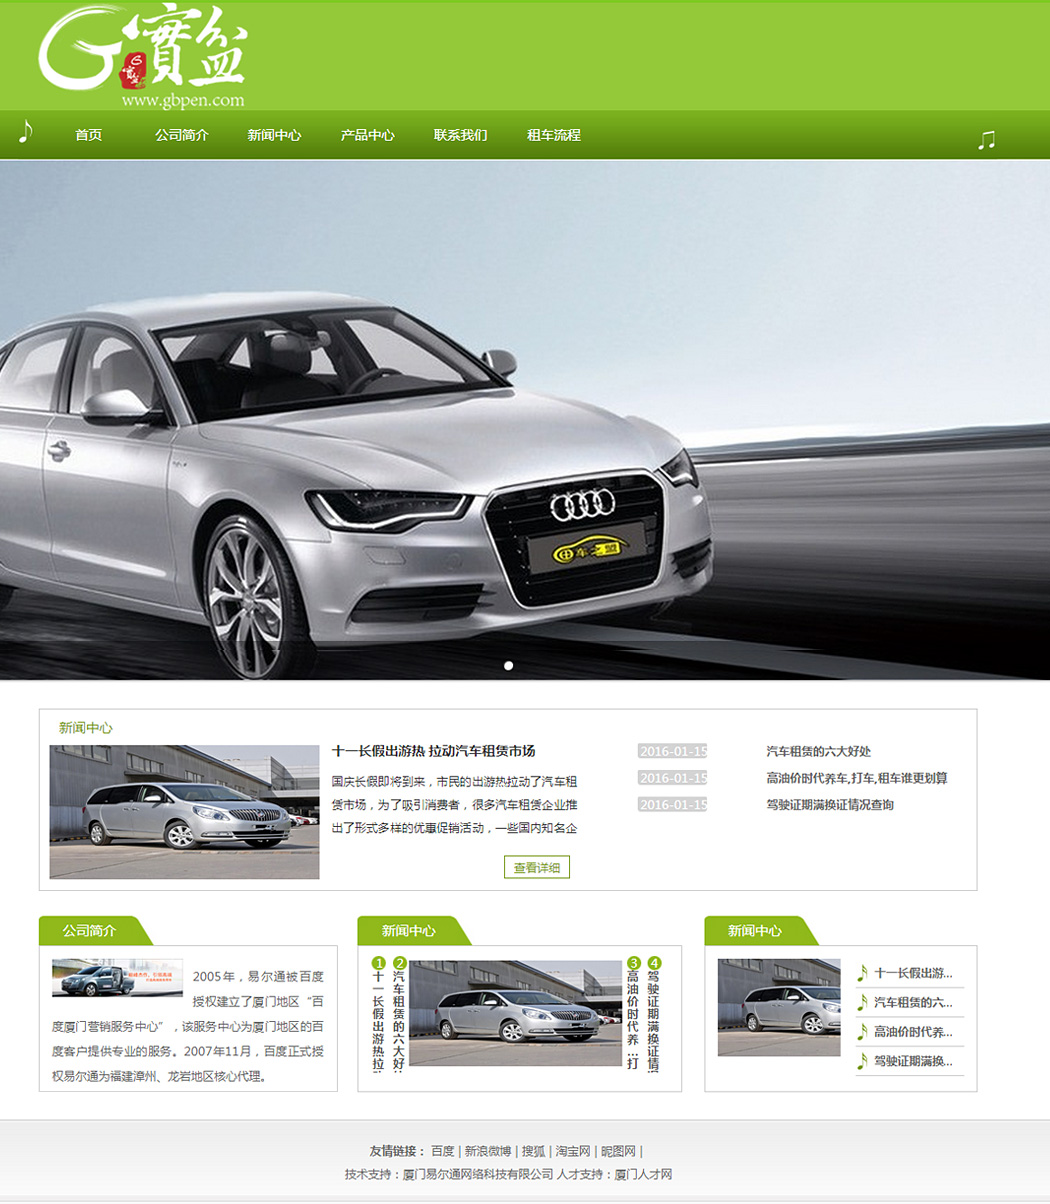 G 寶盆
www.gbpen.com
首页 公司简介 新闻中心 产品中心 联系我们 租车流程
车之盟
新闻中心
十一长假出游热 拉动汽车租赁市场
国庆长假即将到来，市民的出游热拉动了汽车租
赁市场，为了吸引消费者，很多汽车租赁企业推
出了形式多样的优惠促销活动，一些国内知名企
查看详细
2016-01-15 汽车租赁的六大好处
2016-01-15 高油价时代养车,打车,租车谁更划算
2016-01-15 驾驶证期满换证情况查询
公司简介
2005年，易尔通被百度
授权建立了厦门地区“百
度厦门营销服务中心”，该服务中心为厦门地区的百
度客户提供专业的服务。2007年11月，百度正式授
权易尔通为福建漳州、龙岩地区核心代理。
新闻中心
1 十一长假出游热拉
2 汽车租赁的六大好
3 高油价时代养...打
4 驾驶证期满换证情
新闻中心
十一长假出游...
汽车租赁的六...
高油价时代养...
驾驶证期满换...
友情链接： 百度 | 新浪微博 | 搜狐 | 淘宝网 | 昵图网 |
技术支持：厦门易尔通网络科技有限公司 人才支持：厦门人才网